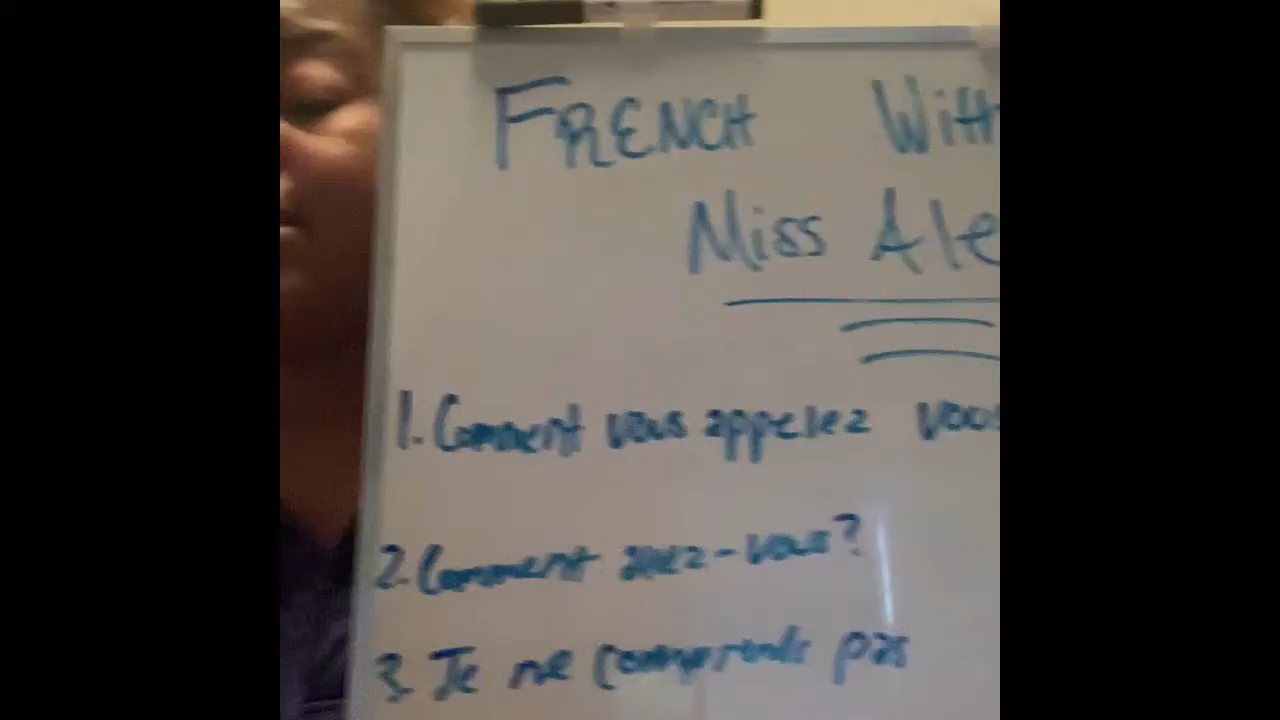 FRENCH With
Miss Ale
1. Comment vous appelez vous
2. Comment allez-vous?
3. Je ne comprends pas